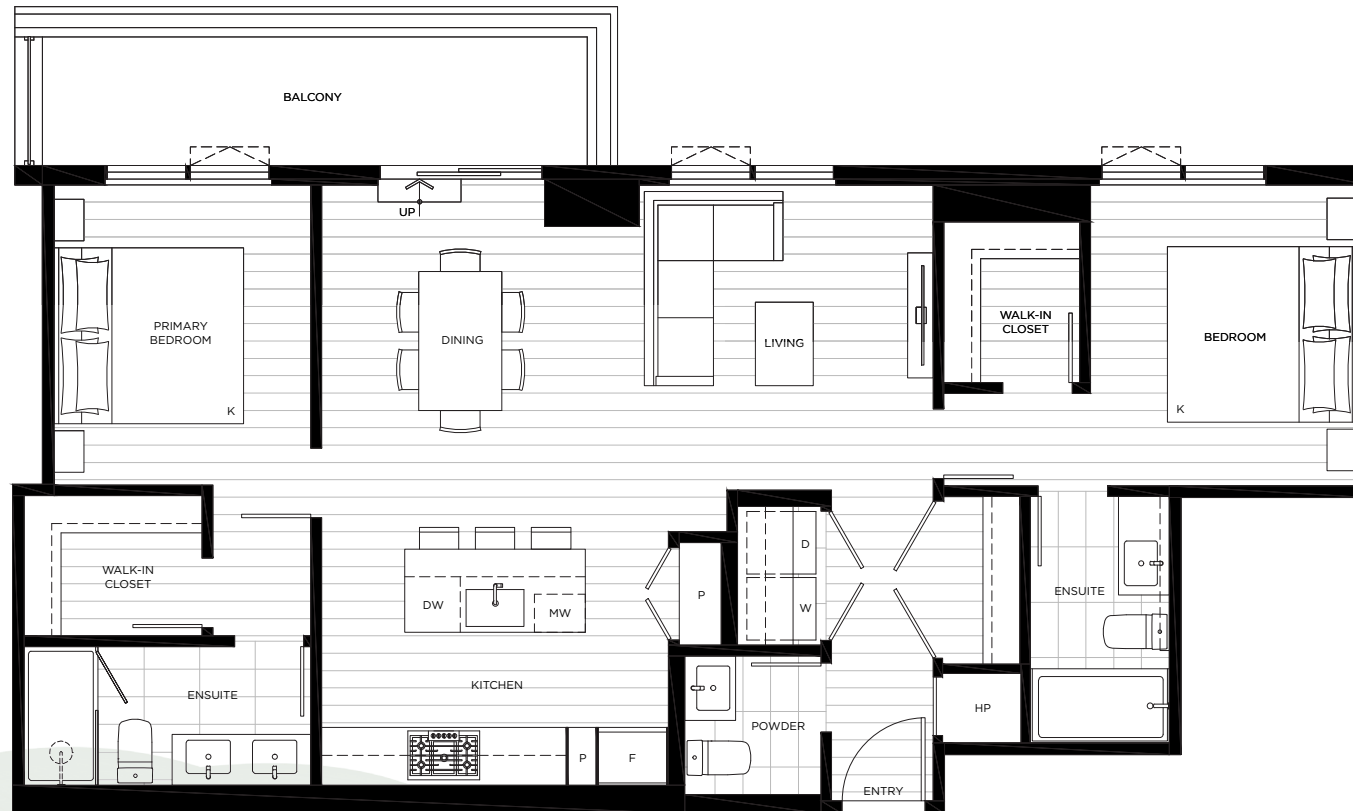 BALCONY
UP
PRIMARY
BEDROOM
K
DINING
LIVING
WALK-IN
CLOSET
BEDROOM
K
WALK-IN
CLOSET
DW
MW
P
D
W
ENSUITE
ENSUITE
KITCHEN
P
F
POWDER
HP
ENTRY